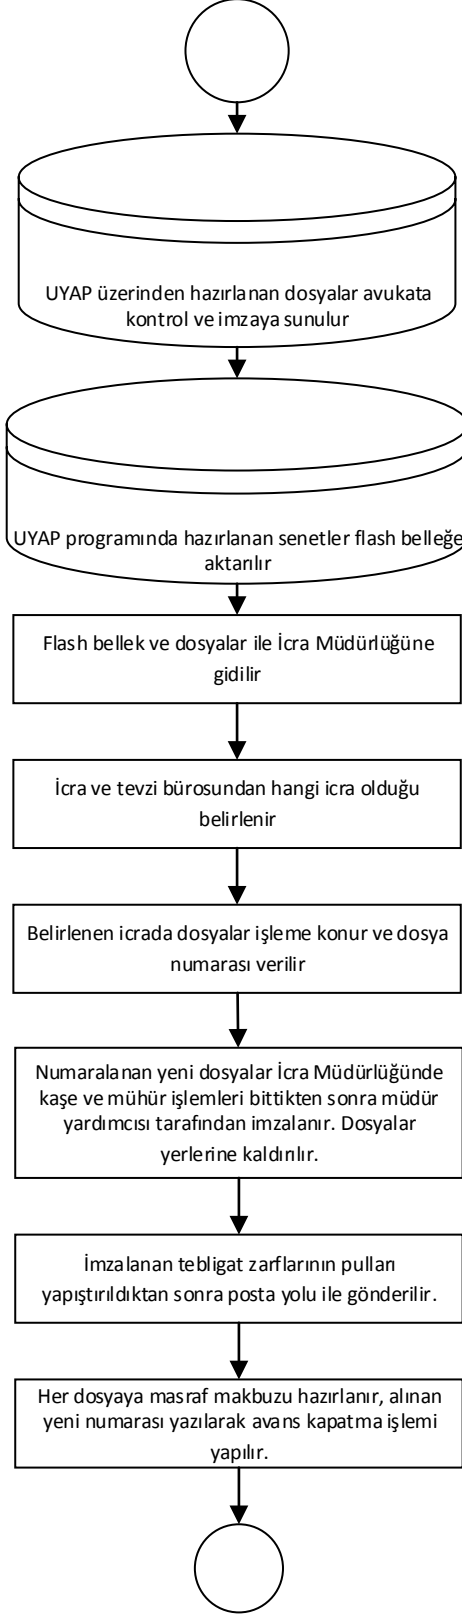 UYAP üzerinden hazırlanan dosyalar avukata
kontrol ve imzaya sunulur
UYAP programında hazırlanan senetler flash belleğe
aktarılır
Flash bellek ve dosyalar ile İcra Müdürlüğüne
gidilir
İcra ve tevzi bürosundan hangi icra olduğu
belirlenir
Belirlenen icrada dosyalar işleme konur ve dosya
numarası verilir
Numaralanan yeni dosyalar İcra Müdürlüğünde
kaşe ve mühür işlemleri bittikten sonra müdür
yardımcısı tarafından imzalanır. Dosyalar
yerlerine kaldırılır.
İmzalanan tebligat zarflarının pulları
yapıştırıldıktan sonra posta yolu ile gönderilir.
Her dosyaya masraf makbuzu hazırlanır, alınan
yeni numarası yazılarak avans kapatma işlemi
yapılır.